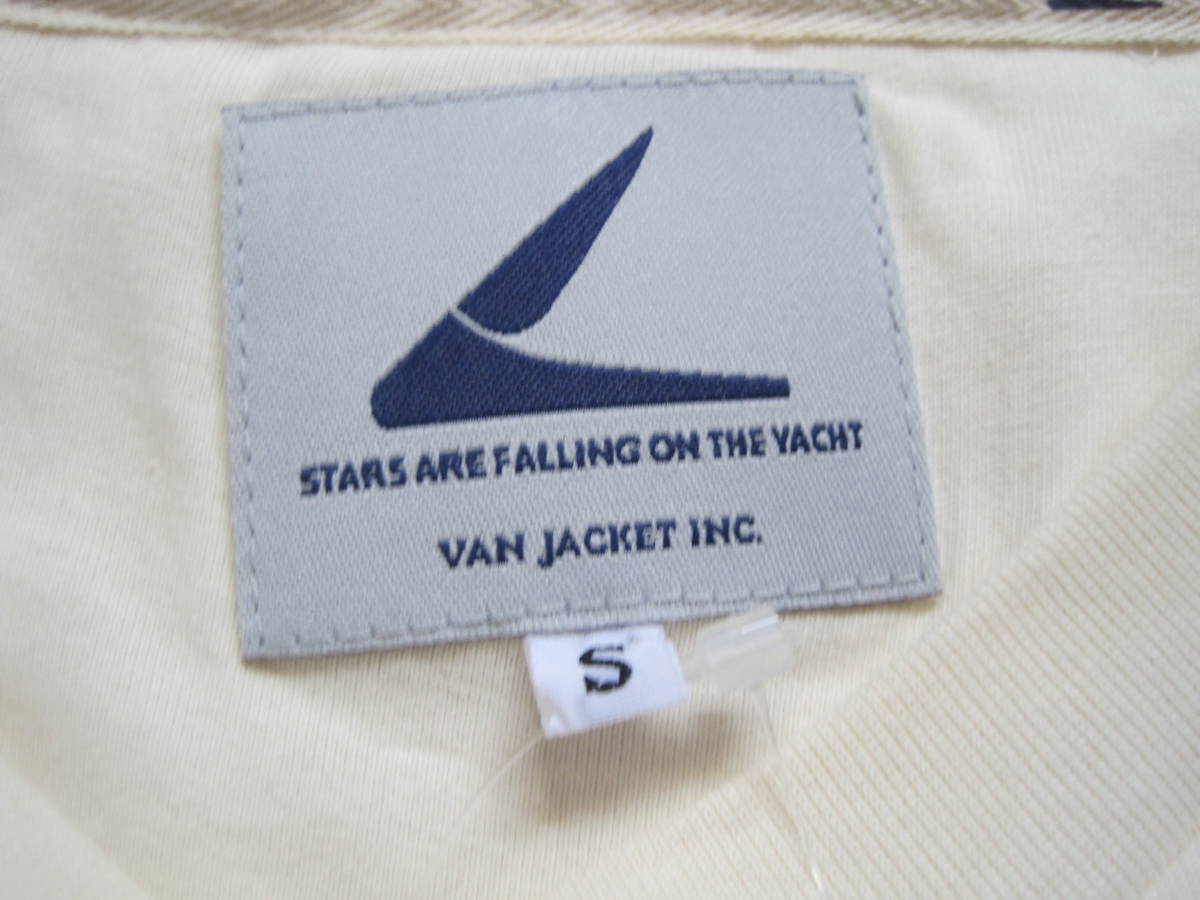 STARS ARE FALLING ON THE YACHT
VAN JACKET INC.
S